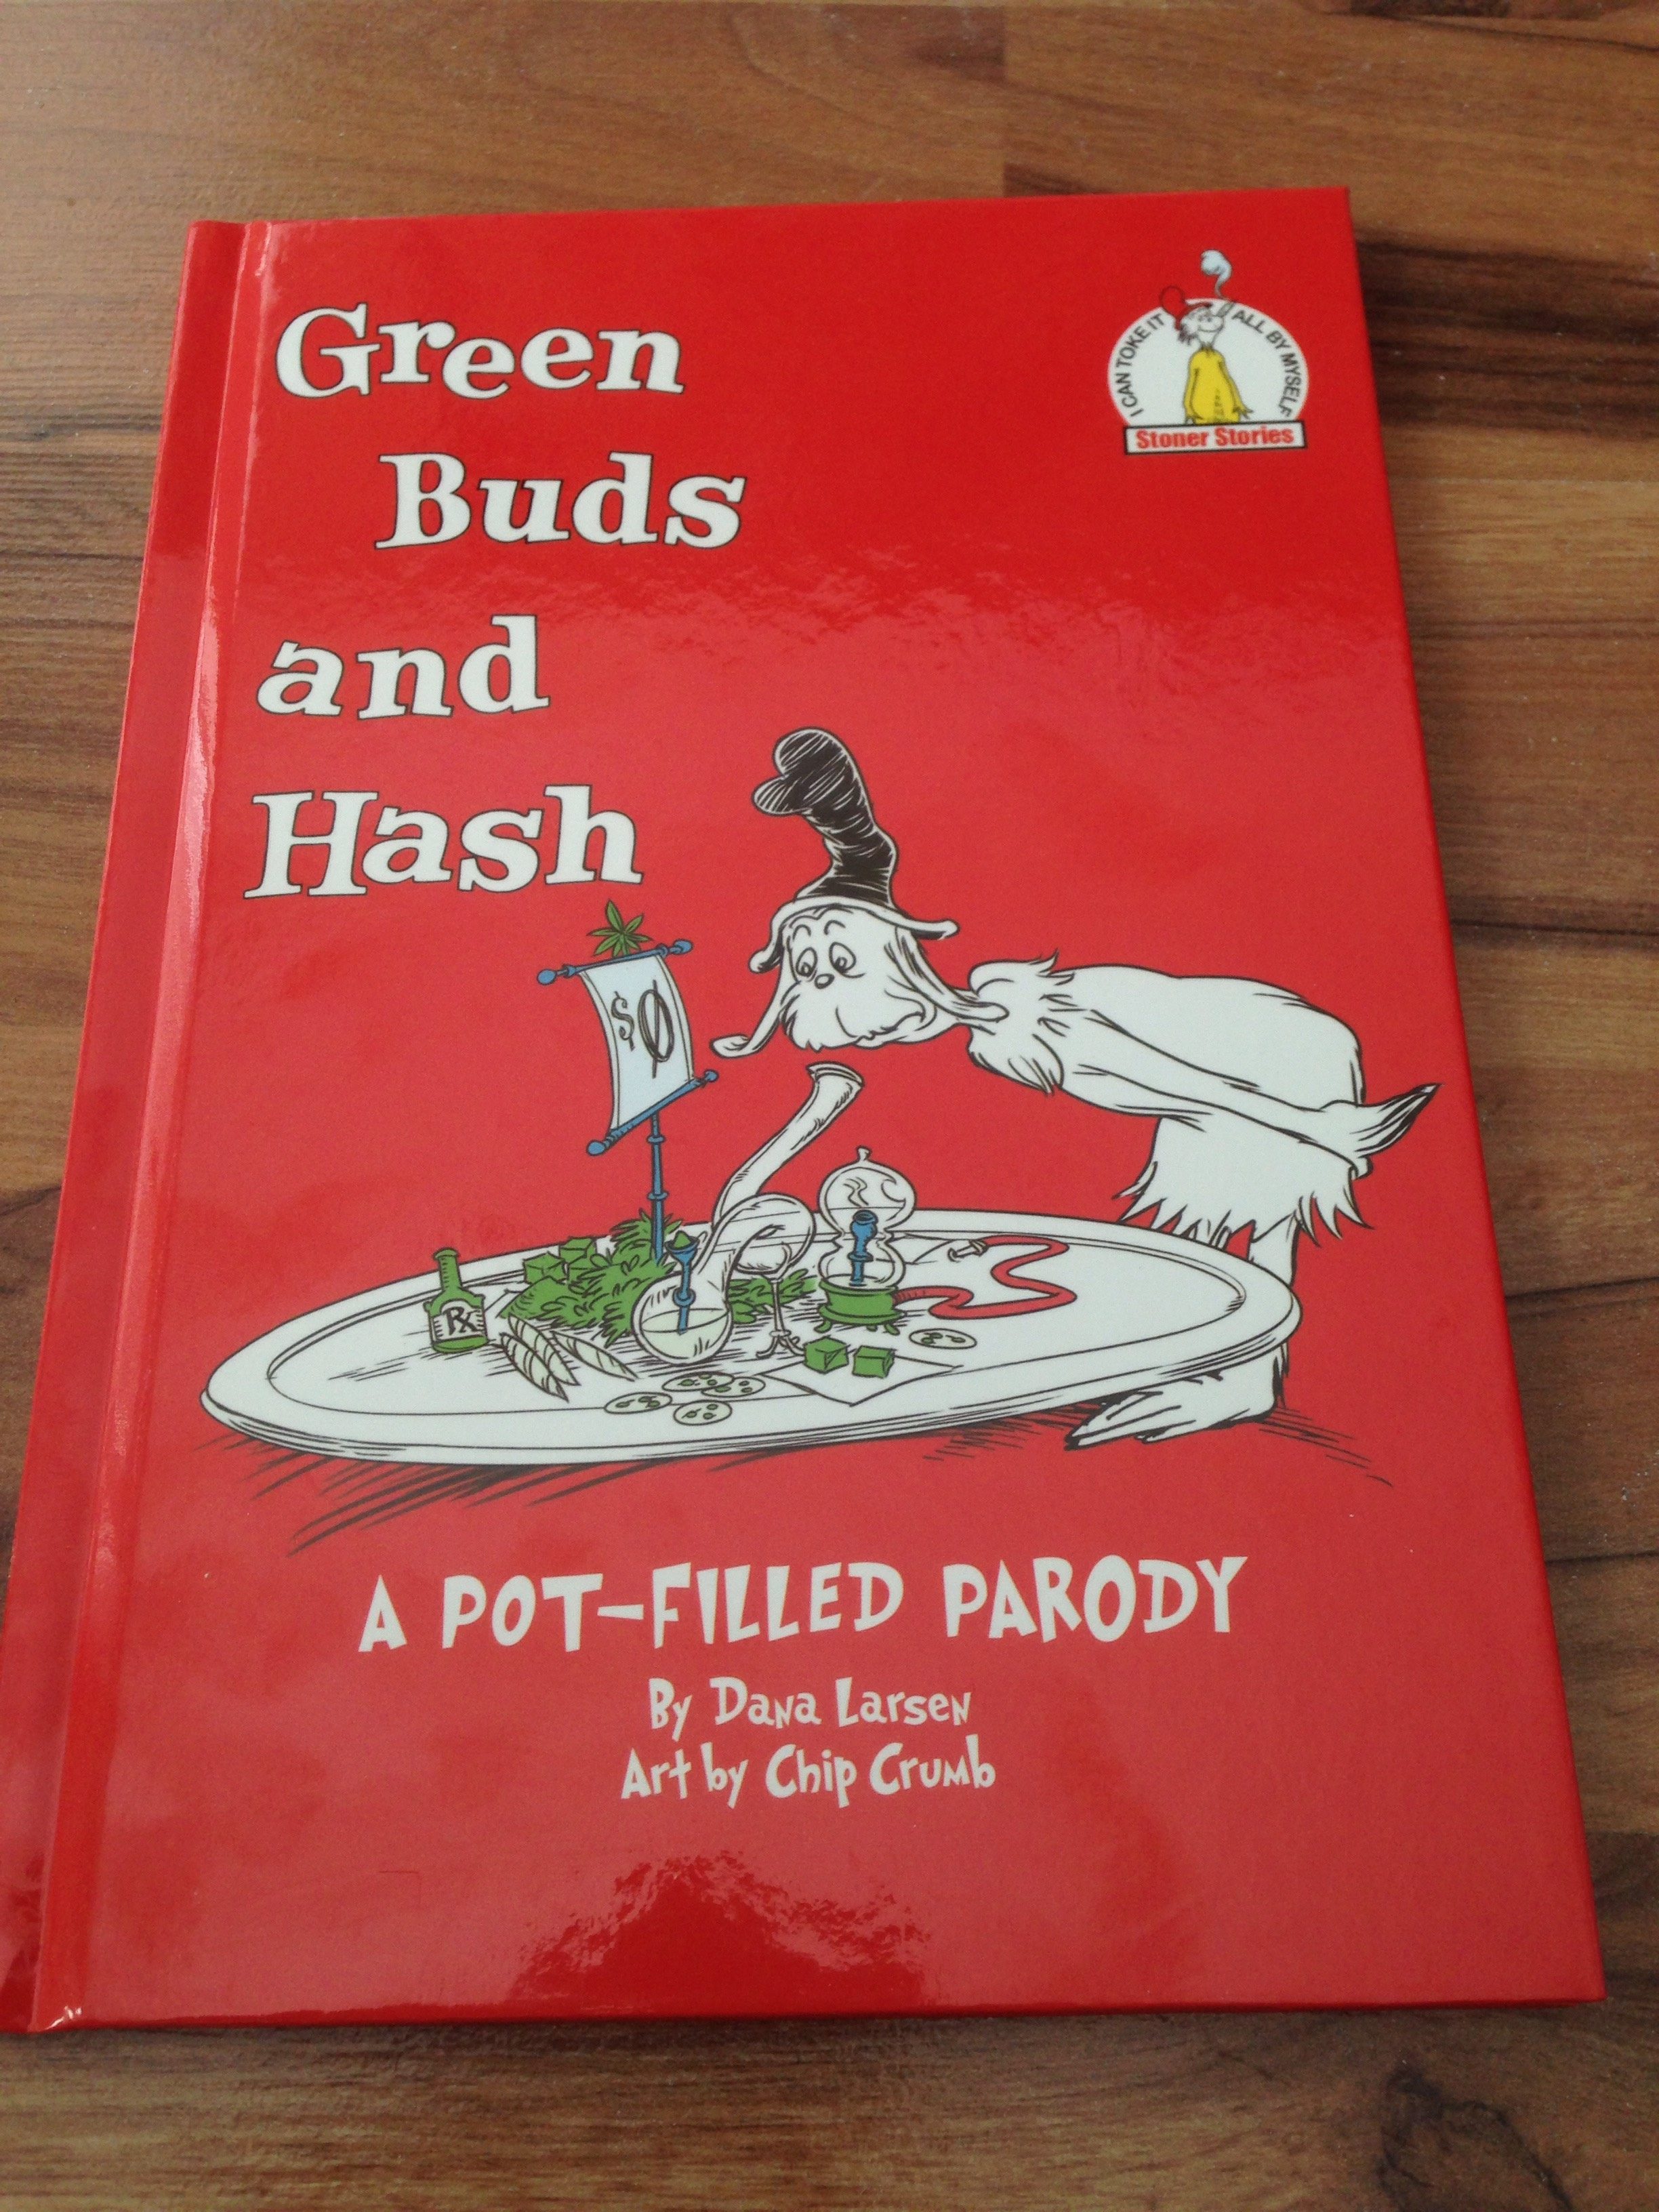 Green
Buds
and
Hash
I CAN TOKE IT ALL BY MYSELF
Stoner Stories
$0
Rx
A POT-FILLED PARODY
By Dana Larsen
Art by Chip Crumb